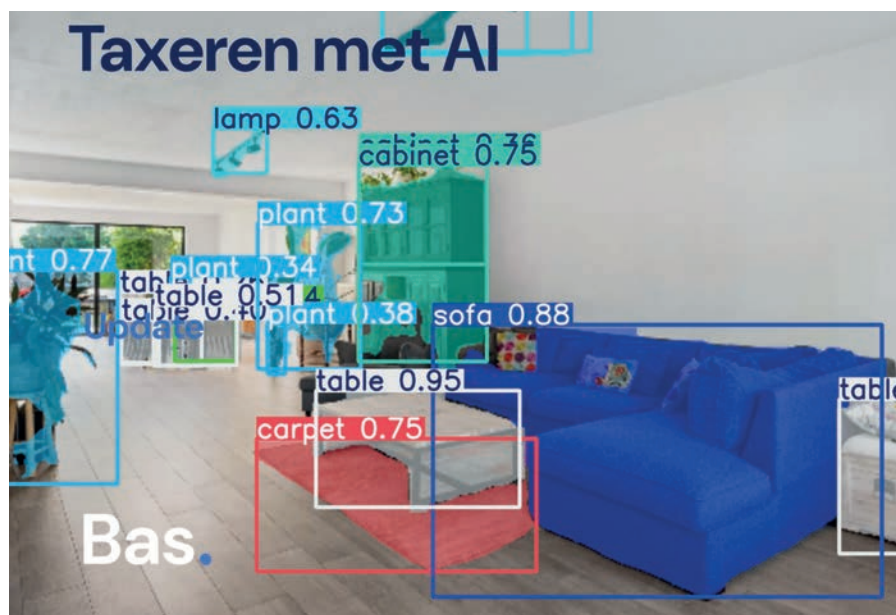 Taxeren met AI
lamp 0.63
cabinet 0.75
plant 0.73
nt 0.77
plant 0.34
table 0.51
plant 0.38
sofa 0.88
Update
table 0.95
table
carpet 0.75
Bas.